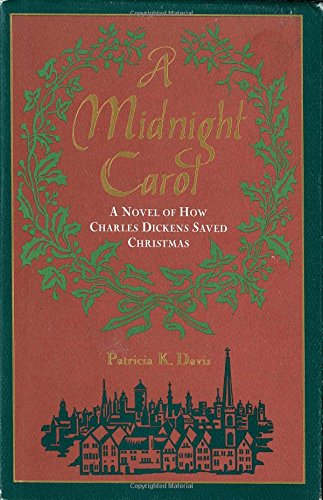 A
Midnight
Carol
A Novel of How
Charles Dickens Saved
Christmas
Patricia K. Davis